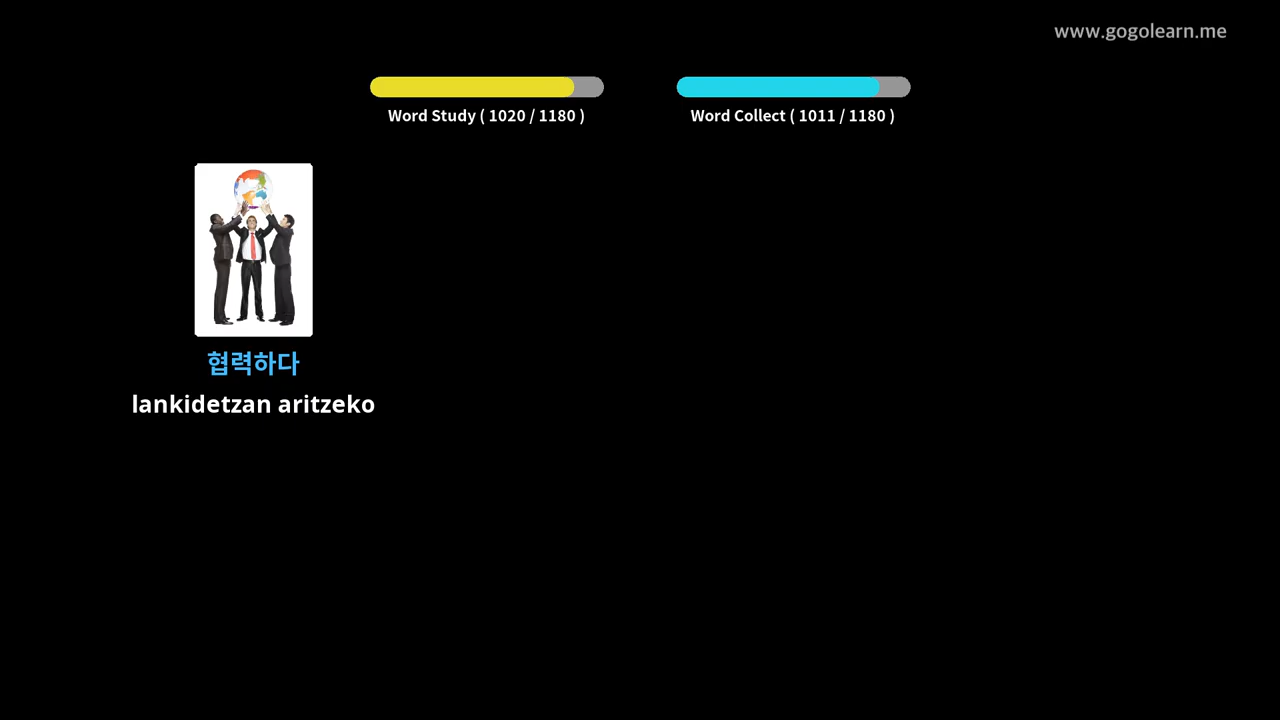 www.gogolearn.me
Word Study ( 1020 / 1180 )
Word Collect ( 1011 / 1180 )
협력하다
lankidetzan aritzeko